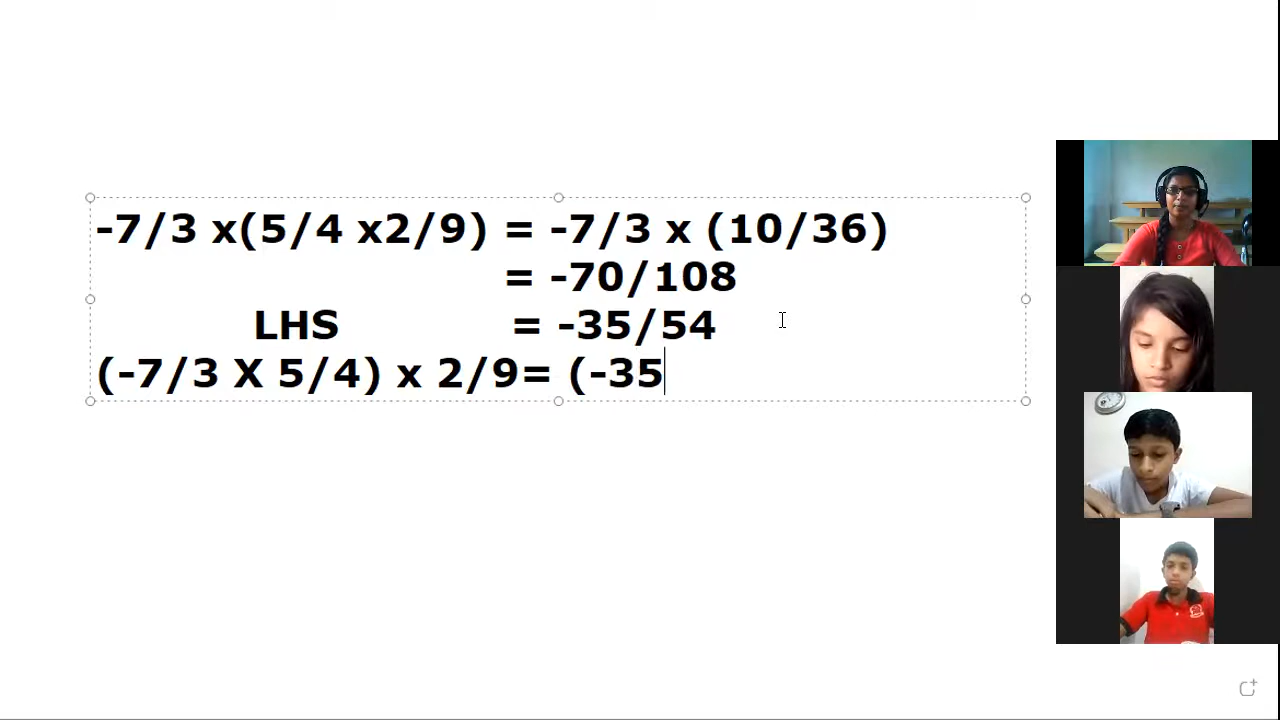 -7/3 x(5/4 x2/9) = -7/3 x (10/36)
= -70/108
LHS = -35/54
(-7/3 X 5/4) x 2/9= (-35